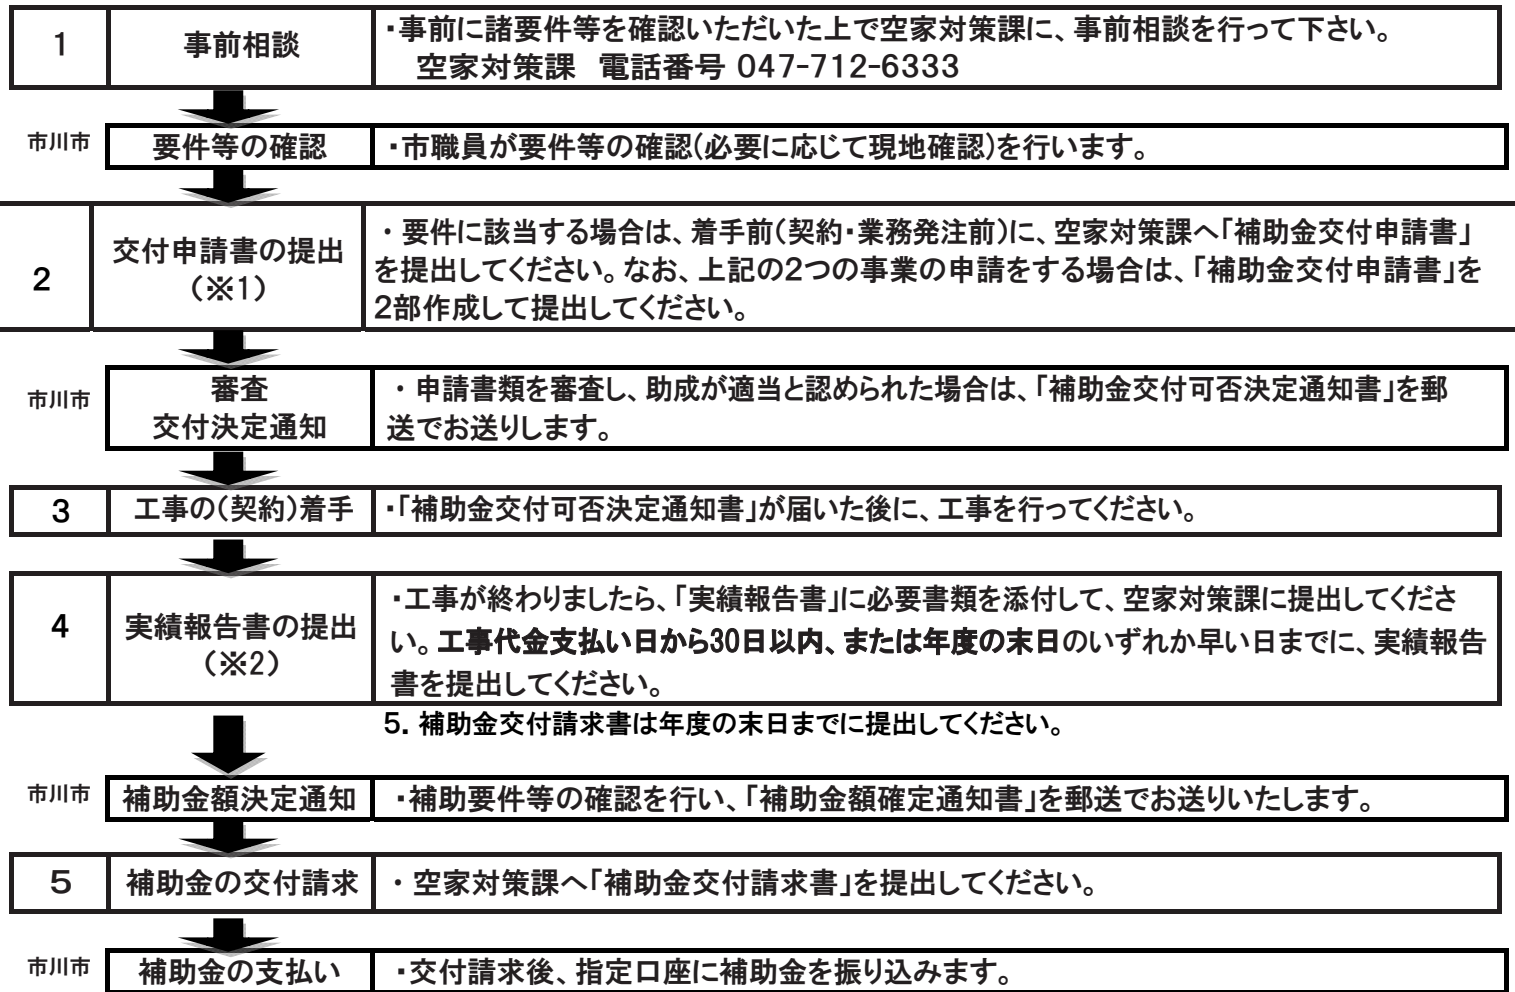 1 事前相談 ・事前に諸要件等を確認いただいた上で空家対策課に、事前相談を行って下さい。
空家対策課 電話番号 047-712-6333
市川市 要件等の確認 ・市職員が要件等の確認(必要に応じて現地確認)を行います。
2 交付申請書の提出
（※1）
・要件に該当する場合は、着手前(契約・業務発注前)に、空家対策課へ「補助金交付申請書」
を提出してください。なお、上記の2つの事業の申請をする場合は、「補助金交付申請書」を
2部作成して提出してください。
市川市 審査
交付決定通知
・申請書類を審査し、助成が適当と認められた場合は、「補助金交付可否決定通知書」を郵
送でお送りします。
3 工事の(契約)着手 ・「補助金交付可否決定通知書」が届いた後に、工事を行ってください。
4 実績報告書の提出
（※2）
・工事が終わりましたら、「実績報告書」に必要書類を添付して、空家対策課に提出してくださ
い。工事代金支払い日から30日以内、または年度の末日のいずれか早い日までに、実績報告
書を提出してください。
5. 補助金交付請求書は年度の末日までに提出してください。
市川市 補助金額決定通知 ・補助要件等の確認を行い、「補助金額確定通知書」を郵送でお送りいたします。
5 補助金の交付請求 ・空家対策課へ「補助金交付請求書」を提出してください。
市川市 補助金の支払い ・交付請求後、指定口座に補助金を振り込みます。